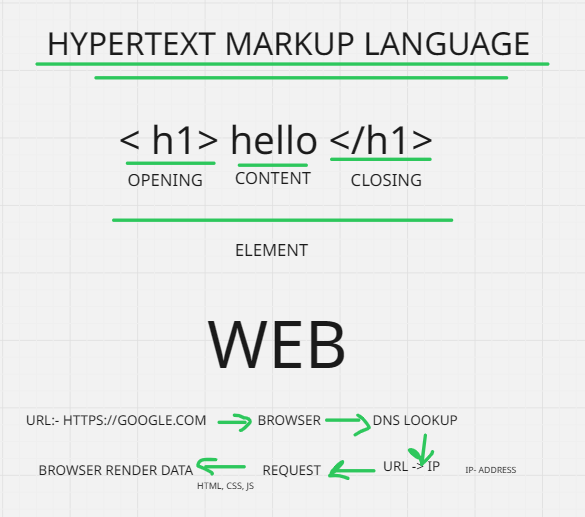 HYPERTEXT MARKUP LANGUAGE
< h1> hello </h1>
OPENING CONTENT CLOSING
ELEMENT
WEB
URL:- HTTPS://GOOGLE.COM BROWSER DNS LOOKUP
BROWSER RENDER DATA REQUEST URL -> IP IP- ADDRESS
HTML, CSS, JS